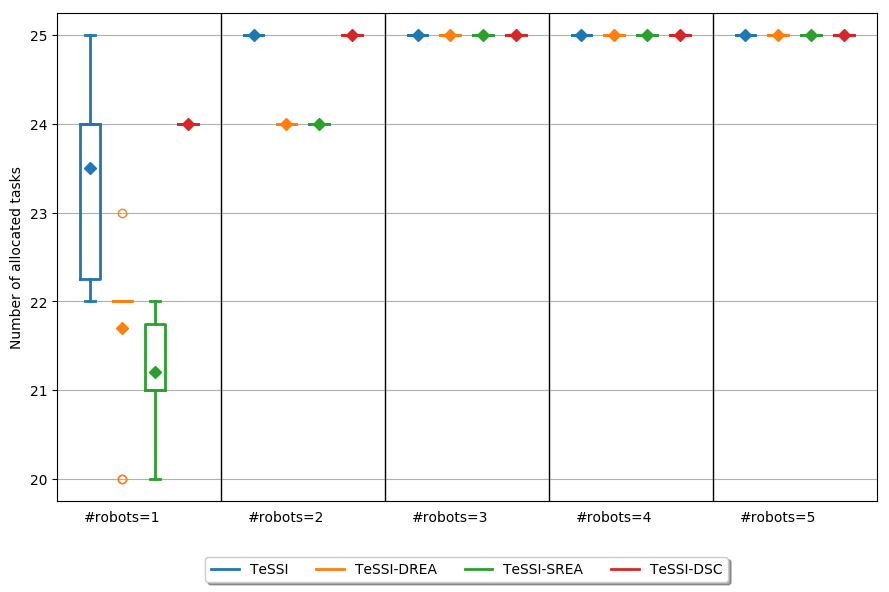 Number of allocated tasks
25
24
23
22
21
20
#robots=1 #robots=2 #robots=3 #robots=4 #robots=5
TeSSI TeSSI-DREA TeSSI-SREA TeSSI-DSC